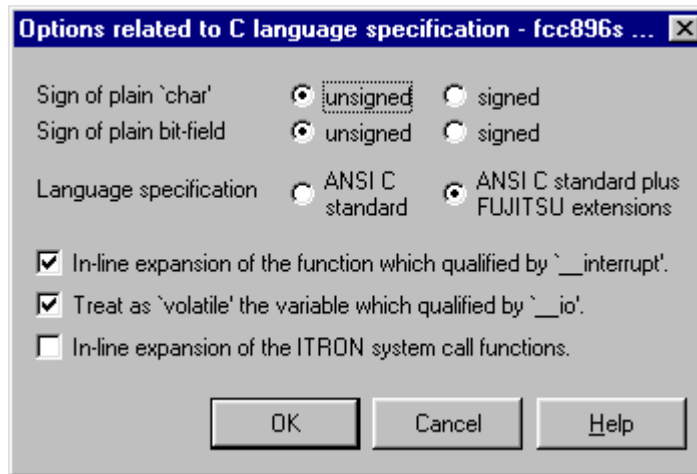 Options related to C language specification - fcc896s ...
Sign of plain `char'   unsigned   signed
Sign of plain bit-field   unsigned   signed
Language specification   ANSI C standard   ANSI C standard plus FUJITSU extensions
In-line expansion of the function which qualified by `__interrupt'.
Treat as `volatile' the variable which qualified by `__io'.
In-line expansion of the ITRON system call functions.
OK   Cancel   Help